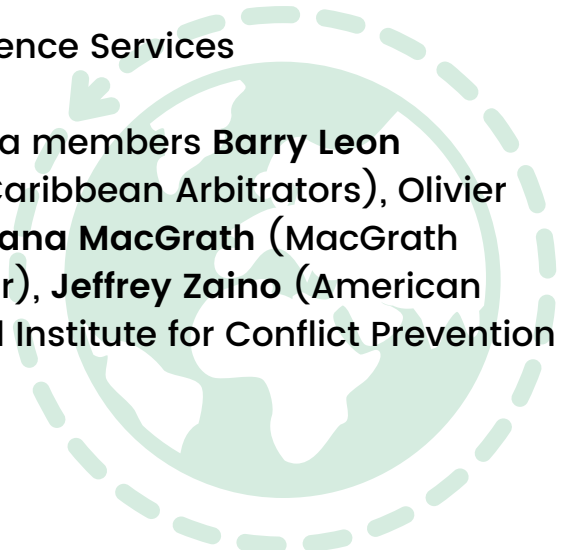 ence Services
a members Barry Leon
Caribbean Arbitrators), Olivier
ana MacGrath (MacGrath
r), Jeffrey Zaino (American
l Institute for Conflict Prevention